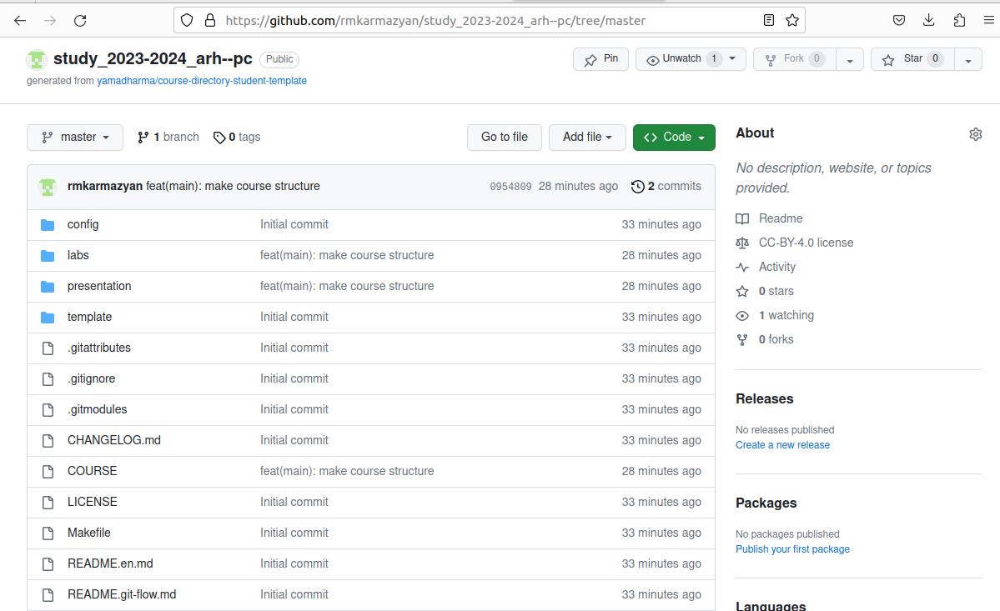 https://github.com/rmkarmazyan/study_2023-2024_arh--pc/tree/master
study_2023-2024_arh--pc Public
Pin
Unwatch 1
Fork 0
Star 0
generated from yamadharma/course-directory-student-template
master
1 branch
0 tags
Go to file
Add file
Code
rmkarmazyan feat(main): make course structure 0954809 28 minutes ago 2 commits
config Initial commit 33 minutes ago
labs feat(main): make course structure 28 minutes ago
presentation feat(main): make course structure 28 minutes ago
template Initial commit 33 minutes ago
.gitattributes Initial commit 33 minutes ago
.gitignore Initial commit 33 minutes ago
.gitmodules Initial commit 33 minutes ago
CHANGELOG.md Initial commit 33 minutes ago
COURSE feat(main): make course structure 28 minutes ago
LICENSE Initial commit 33 minutes ago
Makefile Initial commit 33 minutes ago
README.en.md Initial commit 33 minutes ago
README.git-flow.md Initial commit 33 minutes ago
About
No description, website, or topics
provided.
Readme
CC-BY-4.0 license
Activity
0 stars
1 watching
0 forks
Releases
No releases published
Create a new release
Packages
No packages published
Publish your first package
Languages